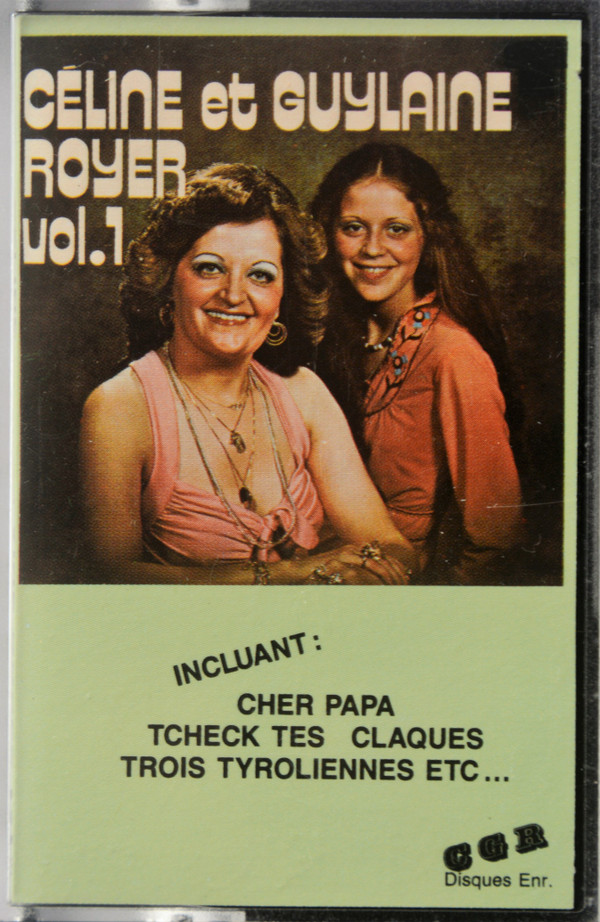 CÉLINE et GUYLAINE
ROYER
vol.1
INCLUANT :
CHER PAPA
TCHECK TES CLAQUES
TROIS TYROLIENNES ETC...
CGR
Disques Enr.